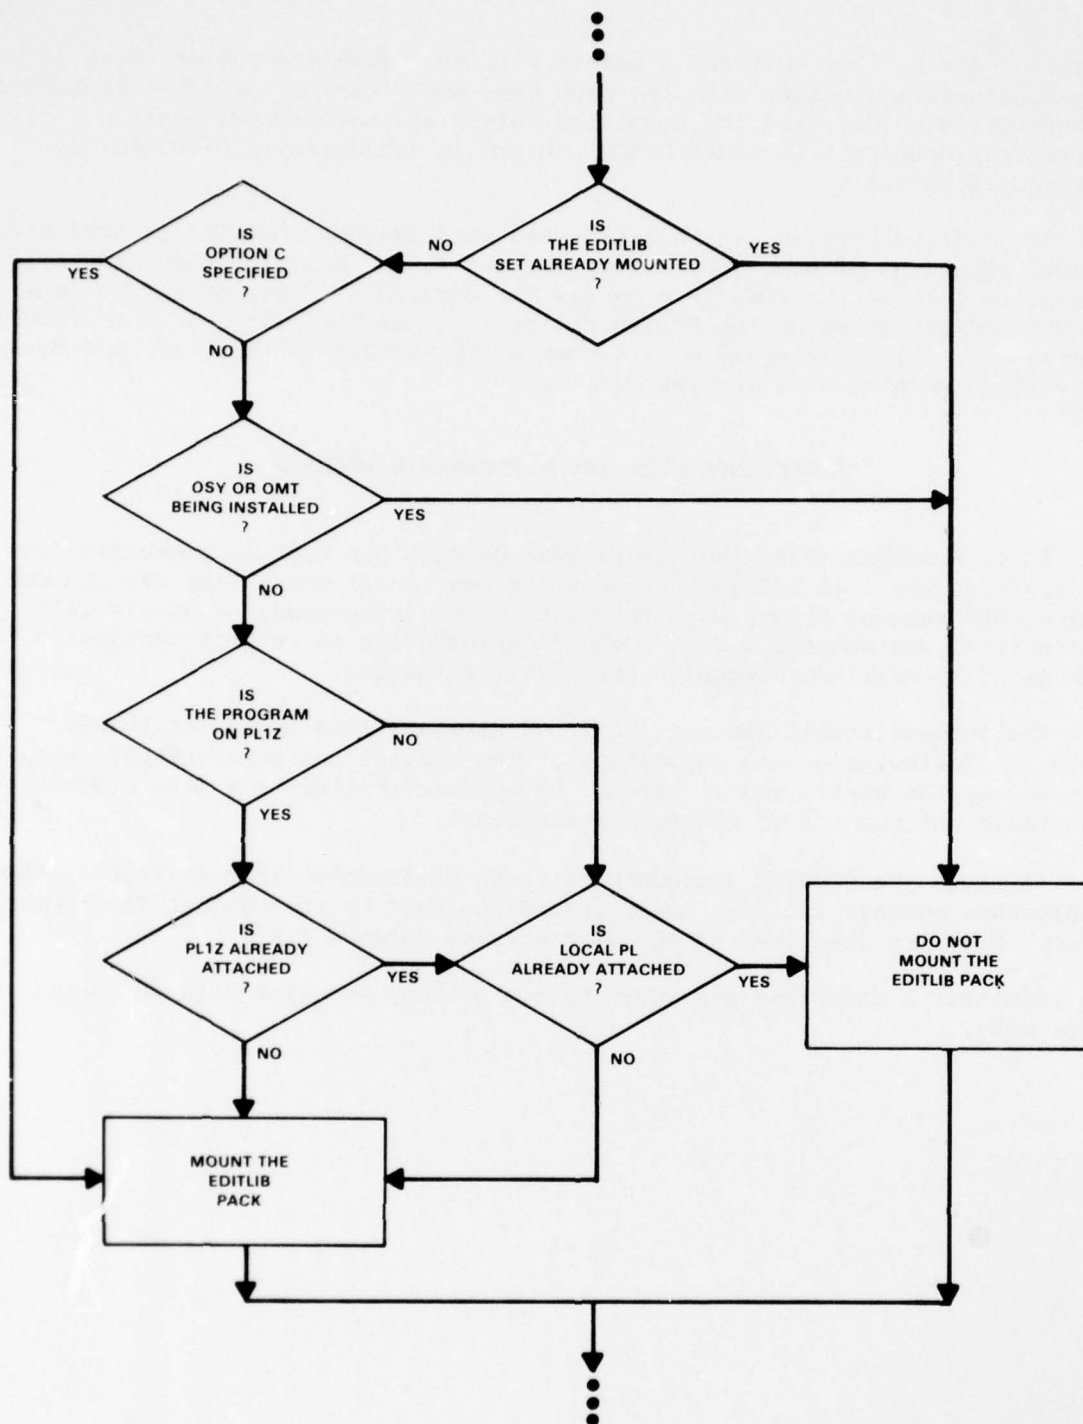 IS
THE EDITLIB
SET ALREADY MOUNTED
?
YES
NO
IS
OPTION C
SPECIFIED
?
YES
NO
IS
OSY OR OMT
BEING INSTALLED
?
YES
NO
IS
THE PROGRAM
ON PL1Z
?
NO
YES
IS
PL1Z ALREADY
ATTACHED
?
YES
NO
IS
LOCAL PL
ALREADY ATTACHED
?
YES
NO
DO NOT
MOUNT THE
EDITLIB PACK
MOUNT THE
EDITLIB
PACK